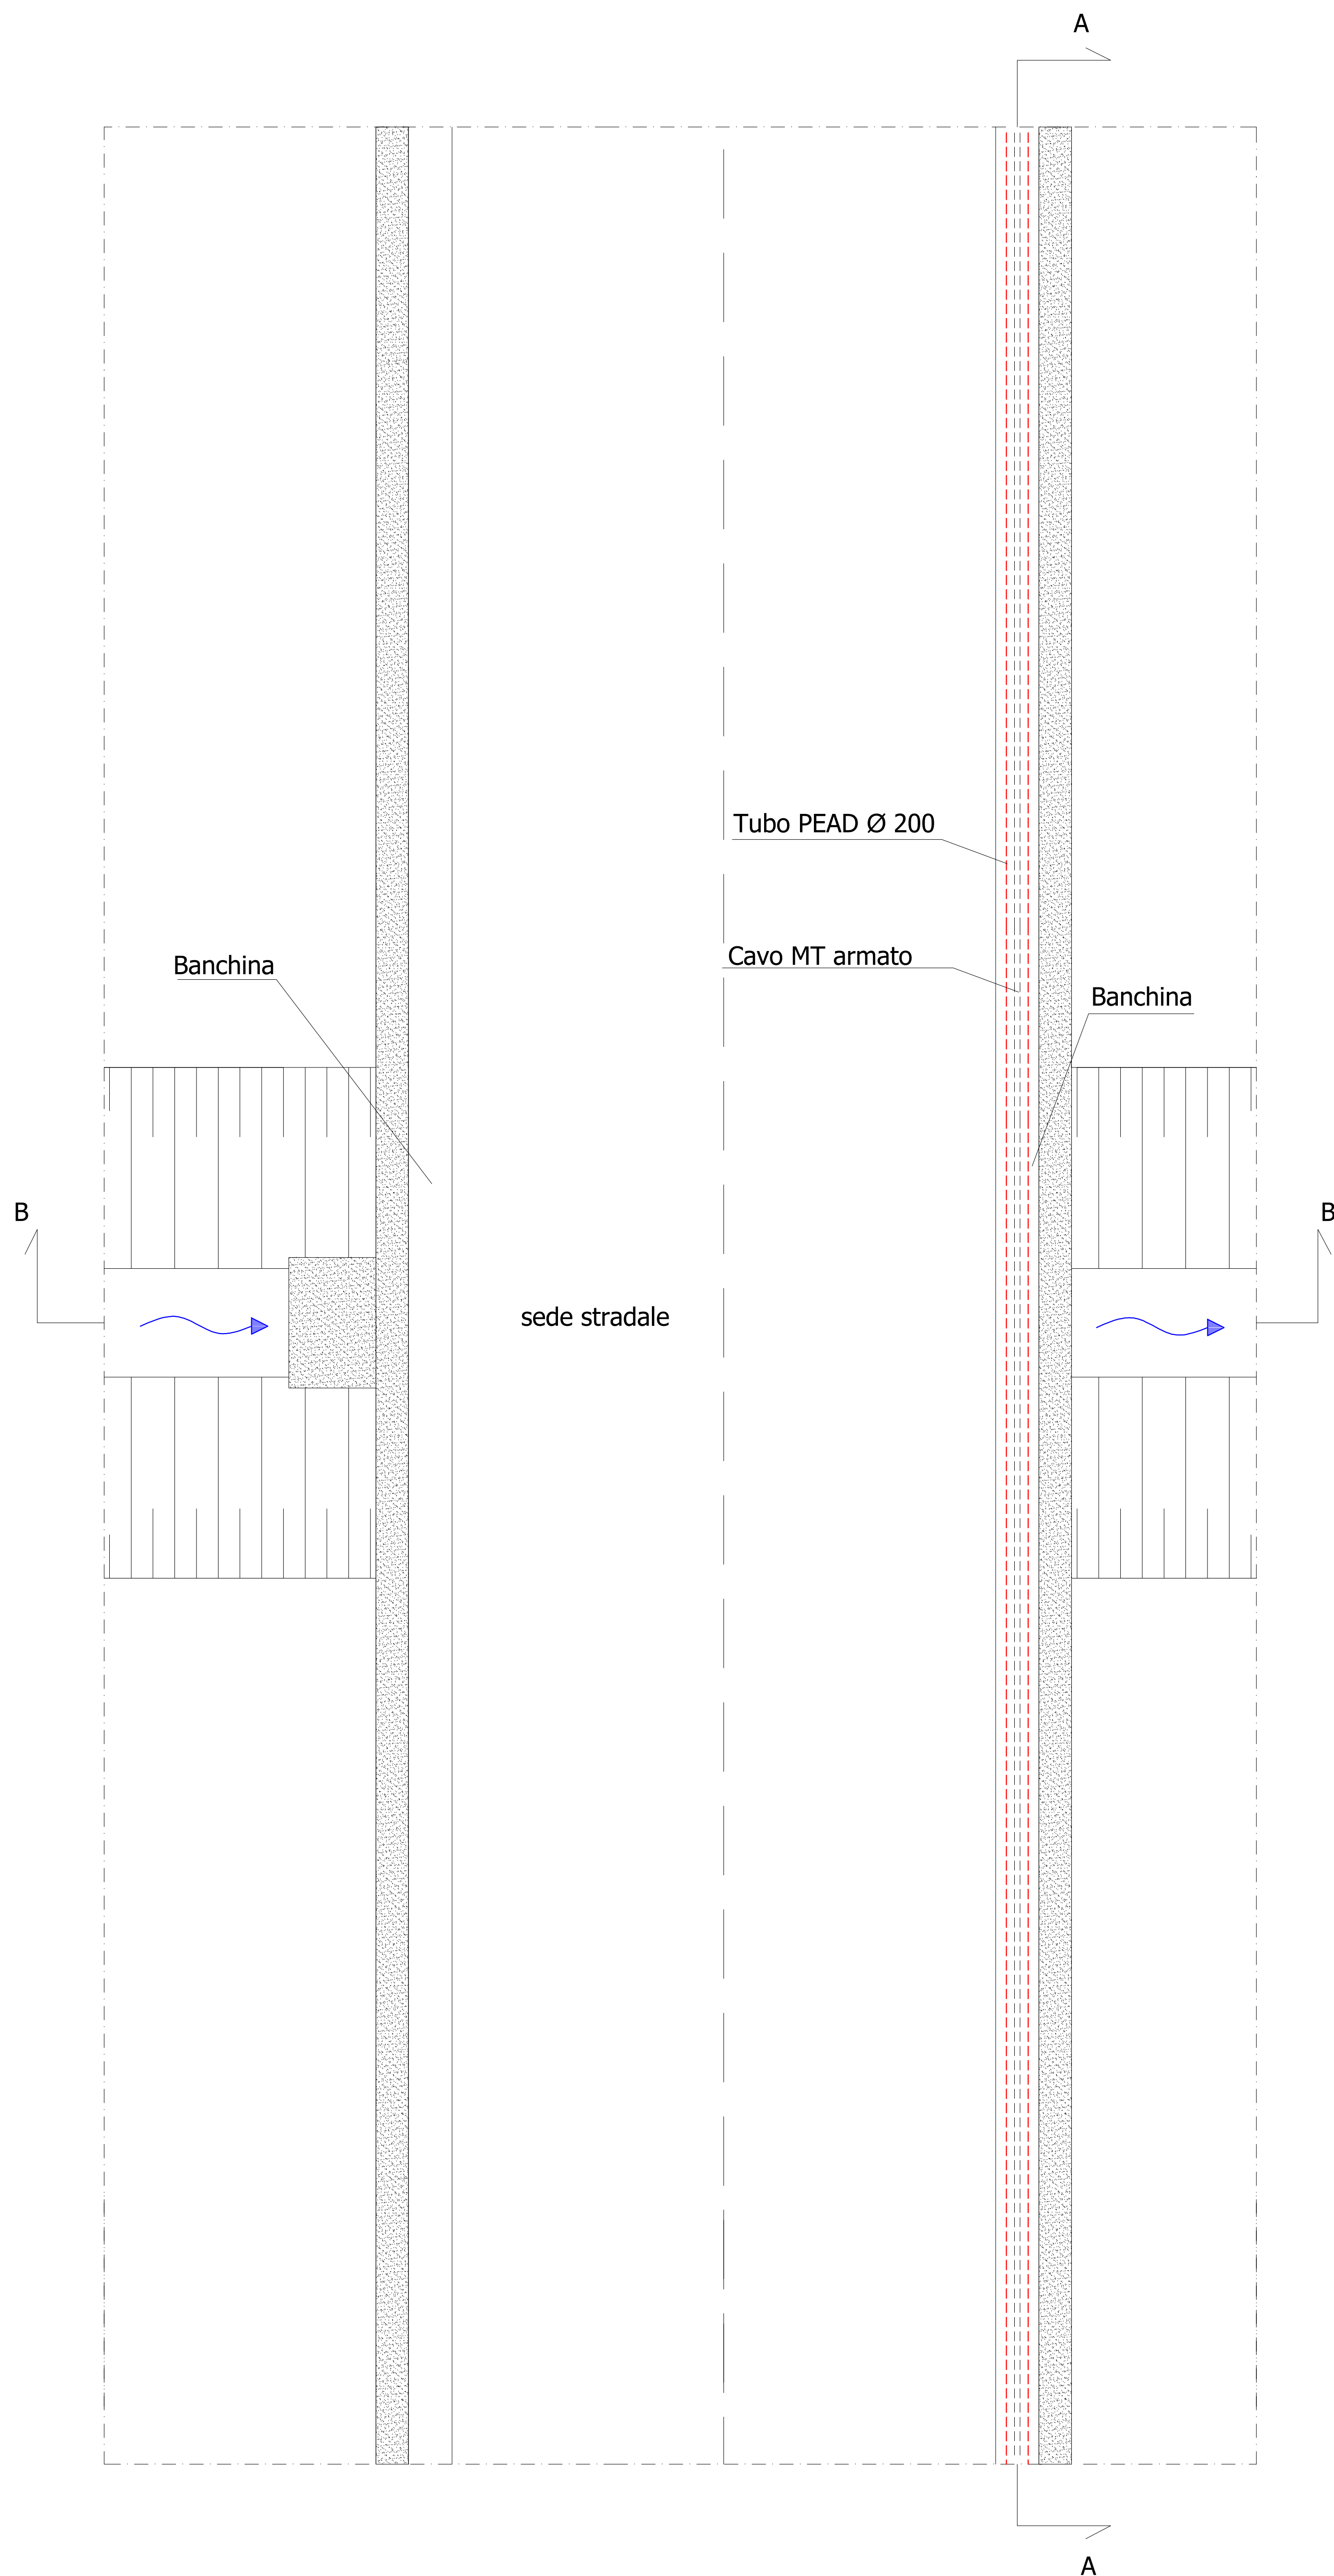 A
Tubo PEAD Ø 200
Cavo MT armato
Banchina
Banchina
B
B
sede stradale
A